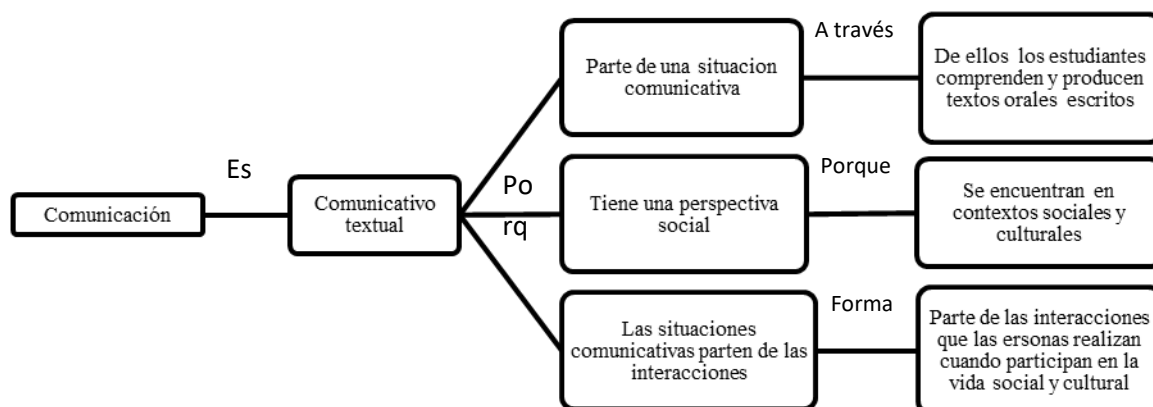 Comunicación
Es
Comunicativo
textual
Po
rq
Parte de una situacion
comunicativa
A través
De ellos los estudiantes
comprenden y producen
textos orales escritos
Tiene una perspectiva
social
Porque
Se encuentran en
contextos sociales y
culturales
Las situaciones
comunicativas parten de las
interacciones
Forma
Parte de las interacciones
que las ersonas realizan
cuando participan en la
vida social y cultural